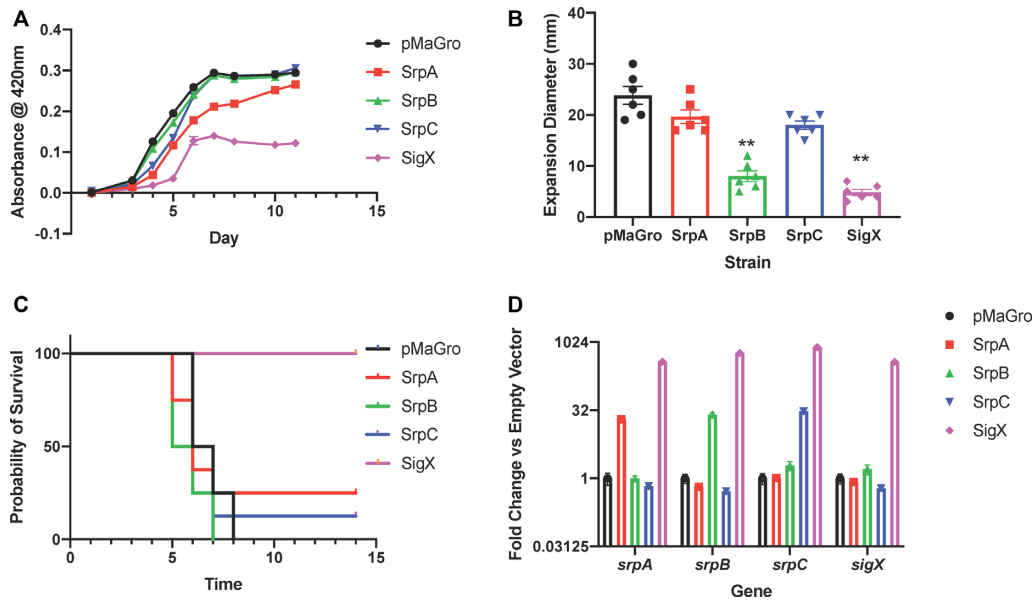 A
Absorbance @ 420nm
0.4
0.3
0.2
0.1
0.0
-0.1
5
10
15
Day
pMaGro
SrpA
SrpB
SrpC
SigX
B
Expansion Diameter (mm)
40
30
20
10
0
**
**
pMaGro
SrpA
SrpB
SrpC
SigX
Strain
C
Probability of Survival
100
50
0
0
5
10
15
Time
pMaGro
SrpA
SrpB
SrpC
SigX
D
Fold Change vs Empty Vector
1024
32
1
0.03125
srpA
srpB
srpC
sigX
Gene
pMaGro
SrpA
SrpB
SrpC
SigX